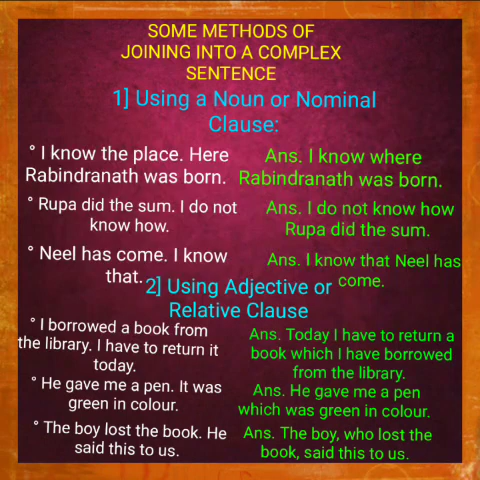 SOME METHODS OF
JOINING INTO A COMPLEX
SENTENCE
1] Using a Noun or Nominal
Clause:
° I know the place. Here
Rabindranath was born.
Ans. I know where
Rabindranath was born.
° Rupa did the sum. I do not
know how.
Ans. I do not know how
Rupa did the sum.
° Neel has come. I know
that.
Ans. I know that Neel has
come.
2] Using Adjective or
Relative Clause
° I borrowed a book from
the library. I have to return it
today.
Ans. Today I have to return a
book which I have borrowed
from the library.
° He gave me a pen. It was
green in colour.
Ans. He gave me a pen
which was green in colour.
° The boy lost the book. He
said this to us.
Ans. The boy, who lost the
book, said this to us.